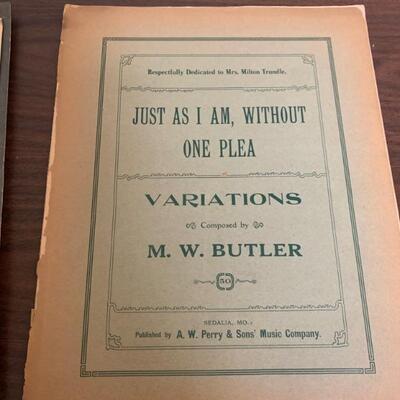 Respectfully Dedicated to Mrs. Milton Trundle.
JUST AS I AM, WITHOUT
ONE PLEA
VARIATIONS
Composed by
M. W. BUTLER
50
SEDALIA, MO.:
Published by A. W. Perry & Sons' Music Company.